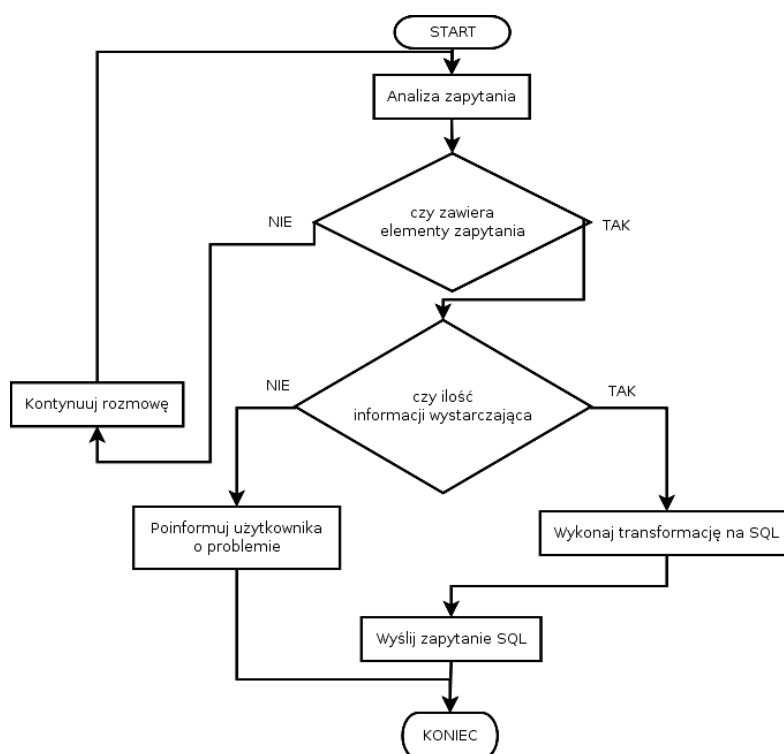 START
Analiza zapytania
czy zawiera
elementy zapytania
NIE
TAK
czy ilość
informacji wystarczająca
NIE
TAK
Kontynuuj rozmowę
Poinformuj użytkownika
o problemie
Wykonaj transformację na SQL
Wyślij zapytanie SQL
KONIEC